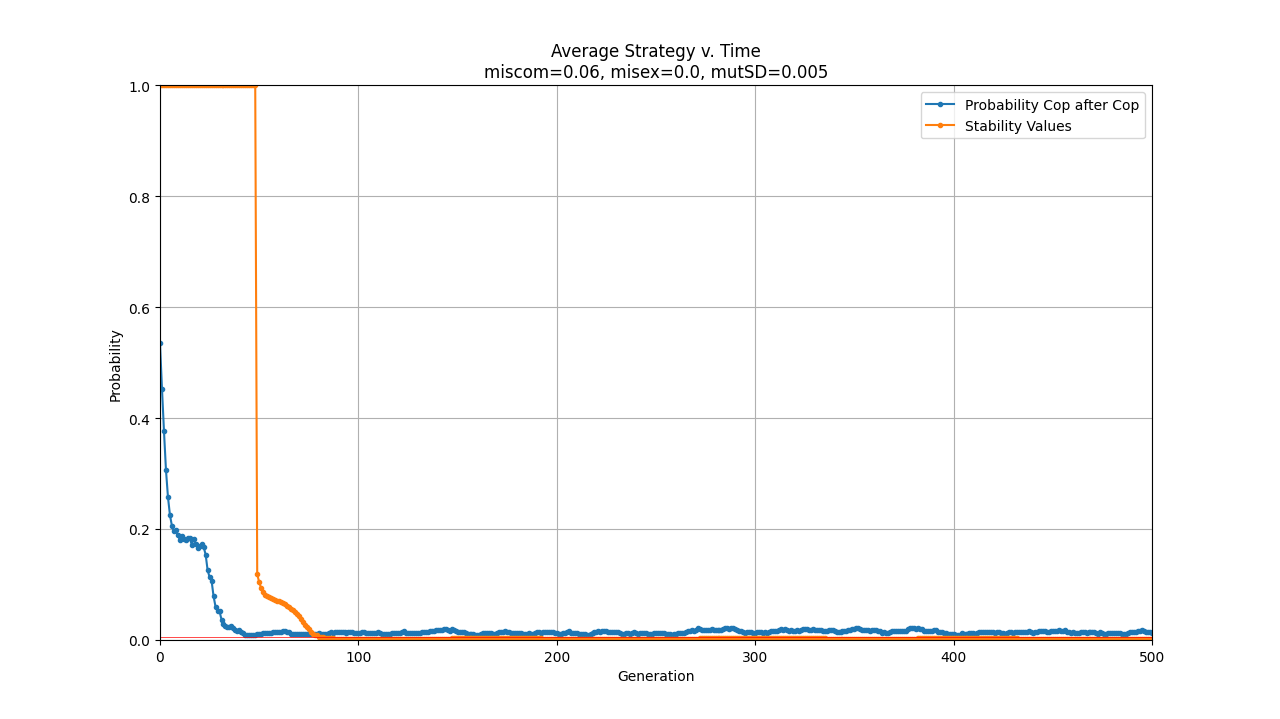 Average Strategy v. Time
miscom=0.06, misex=0.0, mutSD=0.005
Probability Cop after Cop
Stability Values
Probability
1.0
0.8
0.6
0.4
0.2
0.0
0
100
200
300
400
500
Generation